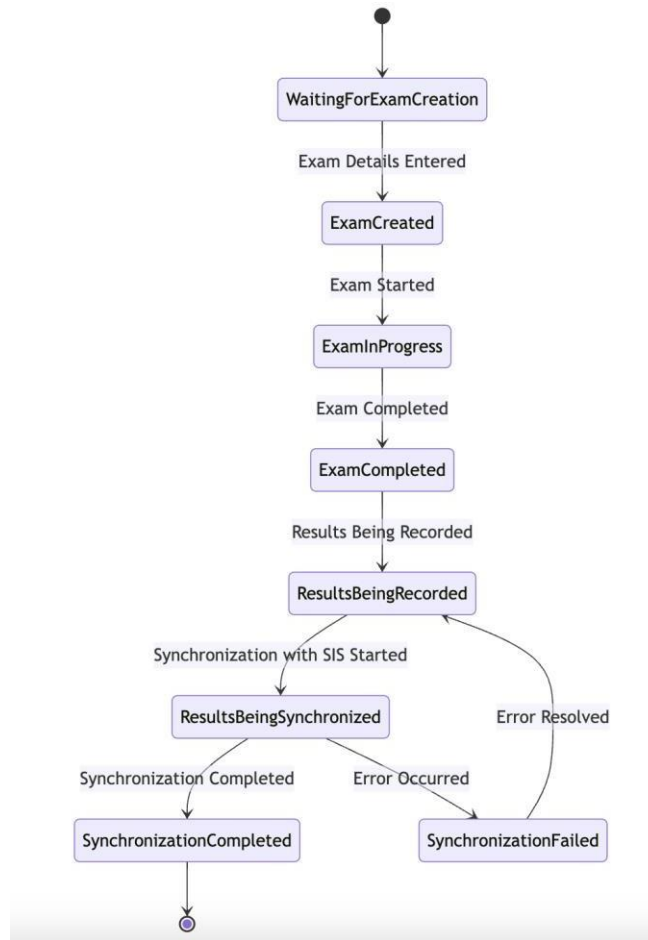 WaitingForExamCreation
Exam Details Entered
ExamCreated
Exam Started
ExamInProgress
Exam Completed
ExamCompleted
Results Being Recorded
ResultsBeingRecorded
Synchronization with SIS Started
ResultsBeingSynchronized
Error Resolved
Synchronization Completed
Error Occurred
SynchronizationCompleted
SynchronizationFailed